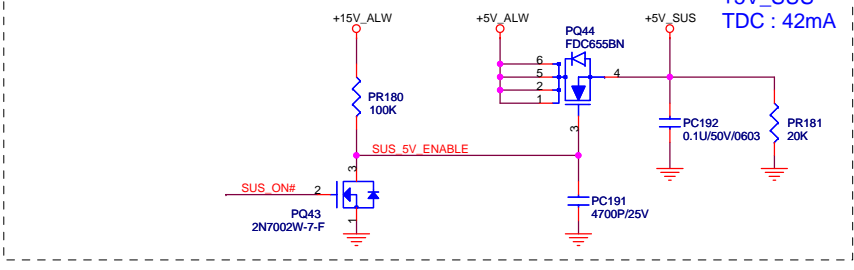 +5V_SUS
TDC : 42mA
+15V_ALW
+5V_ALW
+5V_SUS
PQ44
FDC655BN
6
5
2
1
4
3
PR180
100K
PC192
0.1U/50V/0603
PR181
20K
SUS_5V_ENABLE
3
SUS_ON#
2
1
PQ43
2N7002W-7-F
PC191
4700P/25V